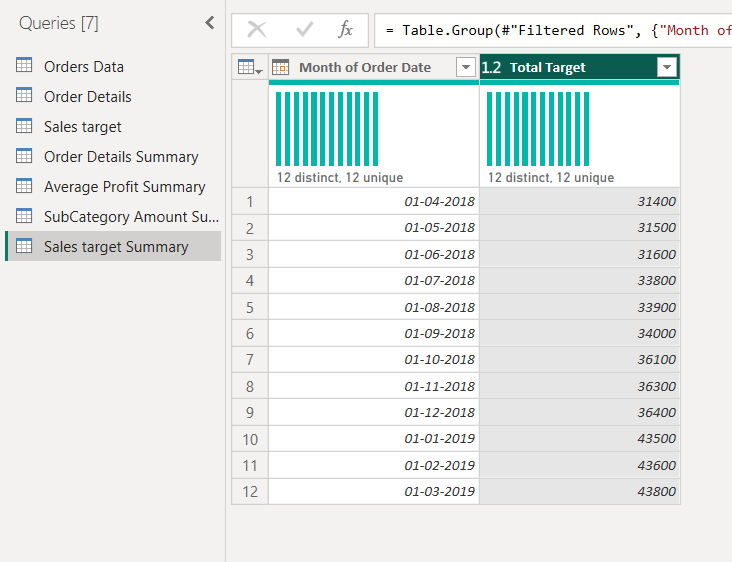 Queries [7]
Orders Data
Order Details
Sales target
Order Details Summary
Average Profit Summary
SubCategory Amount Su...
Sales target Summary
fx
= Table.Group(#"Filtered Rows", {"Month of
Month of Order Date
1.2 Total Target
12 distinct, 12 unique
12 distinct, 12 unique
1 01-04-2018 31400
2 01-05-2018 31500
3 01-06-2018 31600
4 01-07-2018 33800
5 01-08-2018 33900
6 01-09-2018 34000
7 01-10-2018 36100
8 01-11-2018 36300
9 01-12-2018 36400
10 01-01-2019 43500
11 01-02-2019 43600
12 01-03-2019 43800